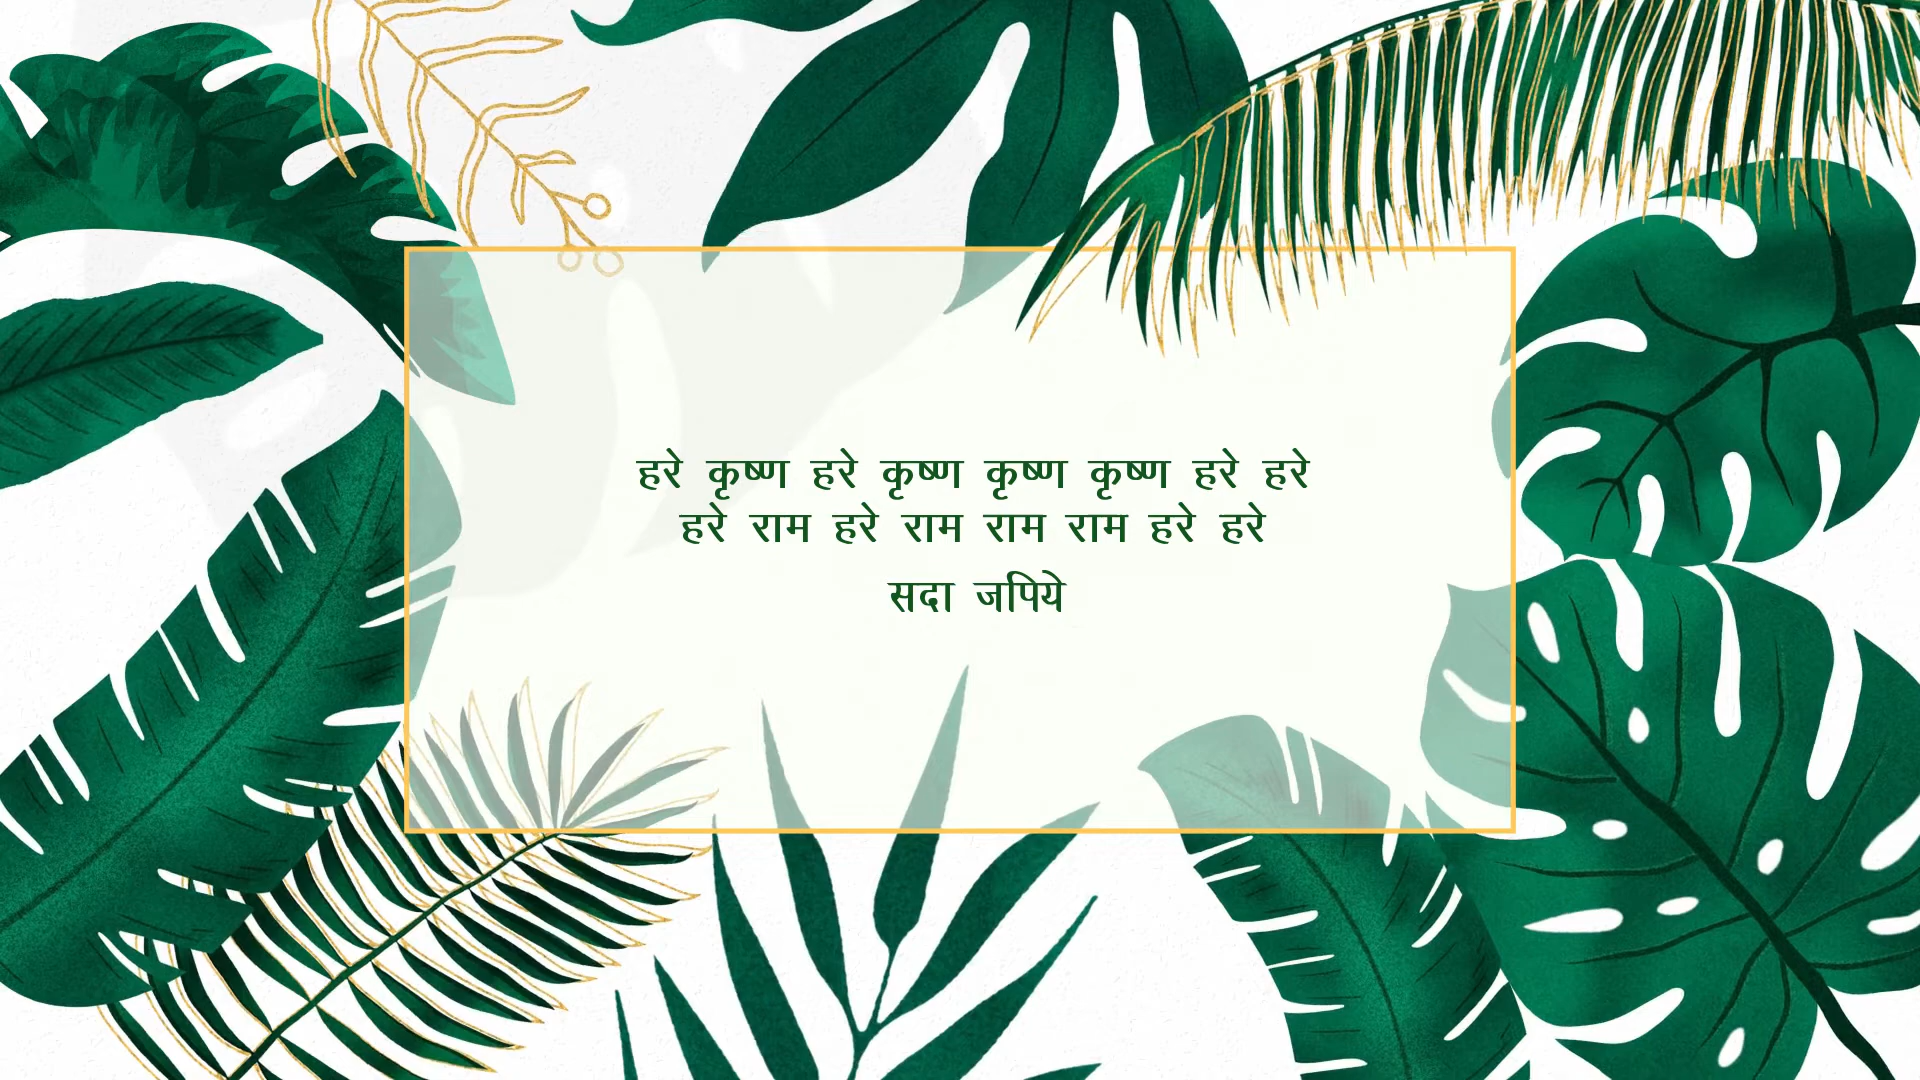 हरे कृष्ण हरे कृष्ण कृष्ण कृष्ण हरे हरे
हरे राम हरे राम राम राम हरे हरे
सदा जपिये